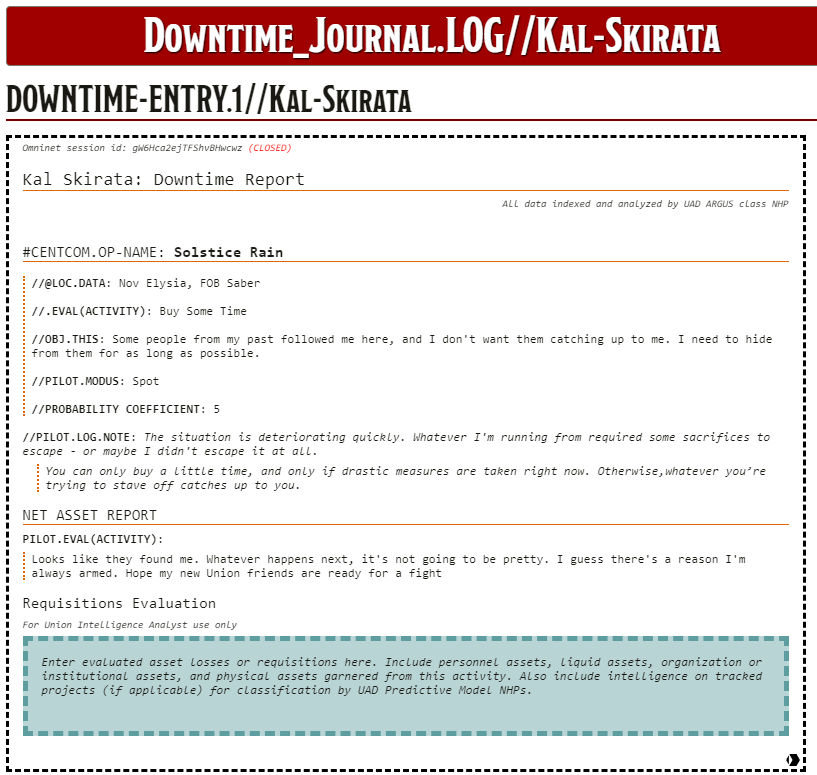 Downtime_Journal.LOG//Kal-Skirata
DOWNTIME-ENTRY.1//Kal-Skirata
Omninet session id: gW6Hca2ejTFShvBHwcwz (CLOSED)
Kal Skirata: Downtime Report
All data indexed and analyzed by UAD ARGUS class NHP
#CENTCOM.OP-NAME: Solstice Rain
//@LOC.DATA: Nov Elysia, FOB Saber
//.EVAL(ACTIVITY): Buy Some Time
//OBJ.THIS: Some people from my past followed me here, and I don't want them catching up to me. I need to hide
from them for as long as possible.
//PILOT.MODUS: Spot
//PROBABILITY COEFFICIENT: 5
//PILOT.LOG.NOTE: The situation is deteriorating quickly. Whatever I'm running from required some sacrifices to
escape - or maybe I didn't escape it at all.
You can only buy a little time, and only if drastic measures are taken right now. Otherwise,whatever you’re
trying to stave off catches up to you.
NET ASSET REPORT
PILOT.EVAL(ACTIVITY):
Looks like they found me. Whatever happens next, it's not going to be pretty. I guess there's a reason I'm
always armed. Hope my new Union friends are ready for a fight
Requisitions Evaluation
For Union Intelligence Analyst use only
Enter evaluated asset losses or requisitions here. Include personnel assets, liquid assets, organization or
institutional assets, and physical assets garnered from this activity. Also include intelligence on tracked
projects (if applicable) for classification by UAD Predictive Model NHPs.